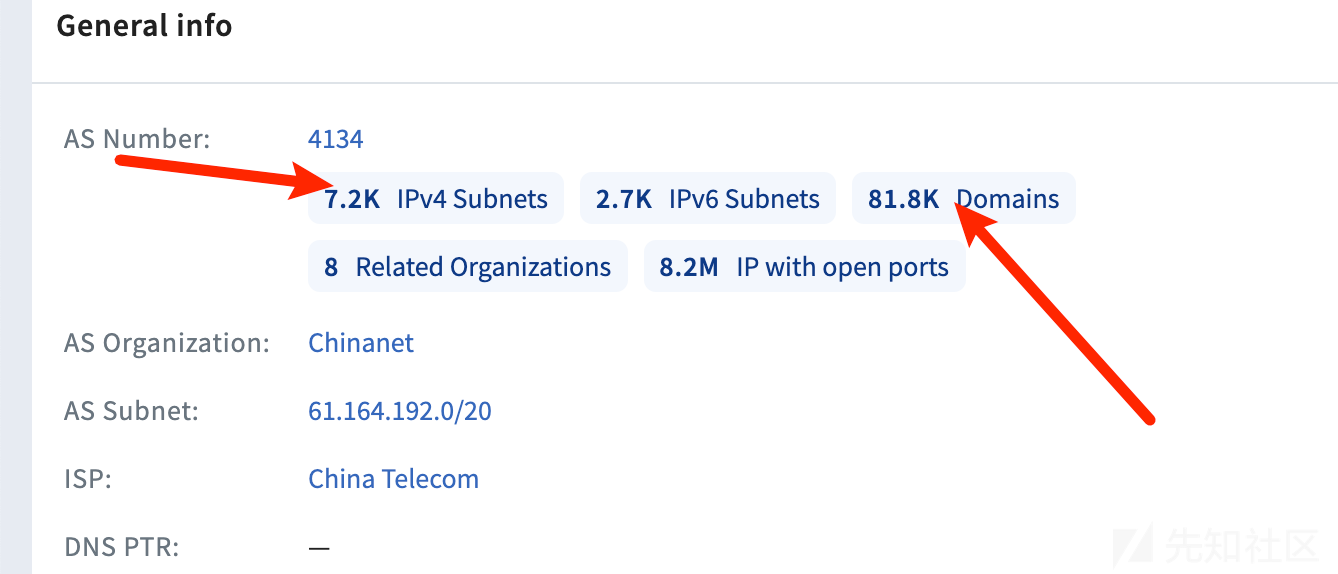 General info
AS Number: 4134
7.2K IPv4 Subnets 2.7K IPv6 Subnets 81.8K Domains
8 Related Organizations 8.2M IP with open ports
AS Organization: Chinanet
AS Subnet: 61.164.192.0/20
ISP: China Telecom
DNS PTR: —
先知社区